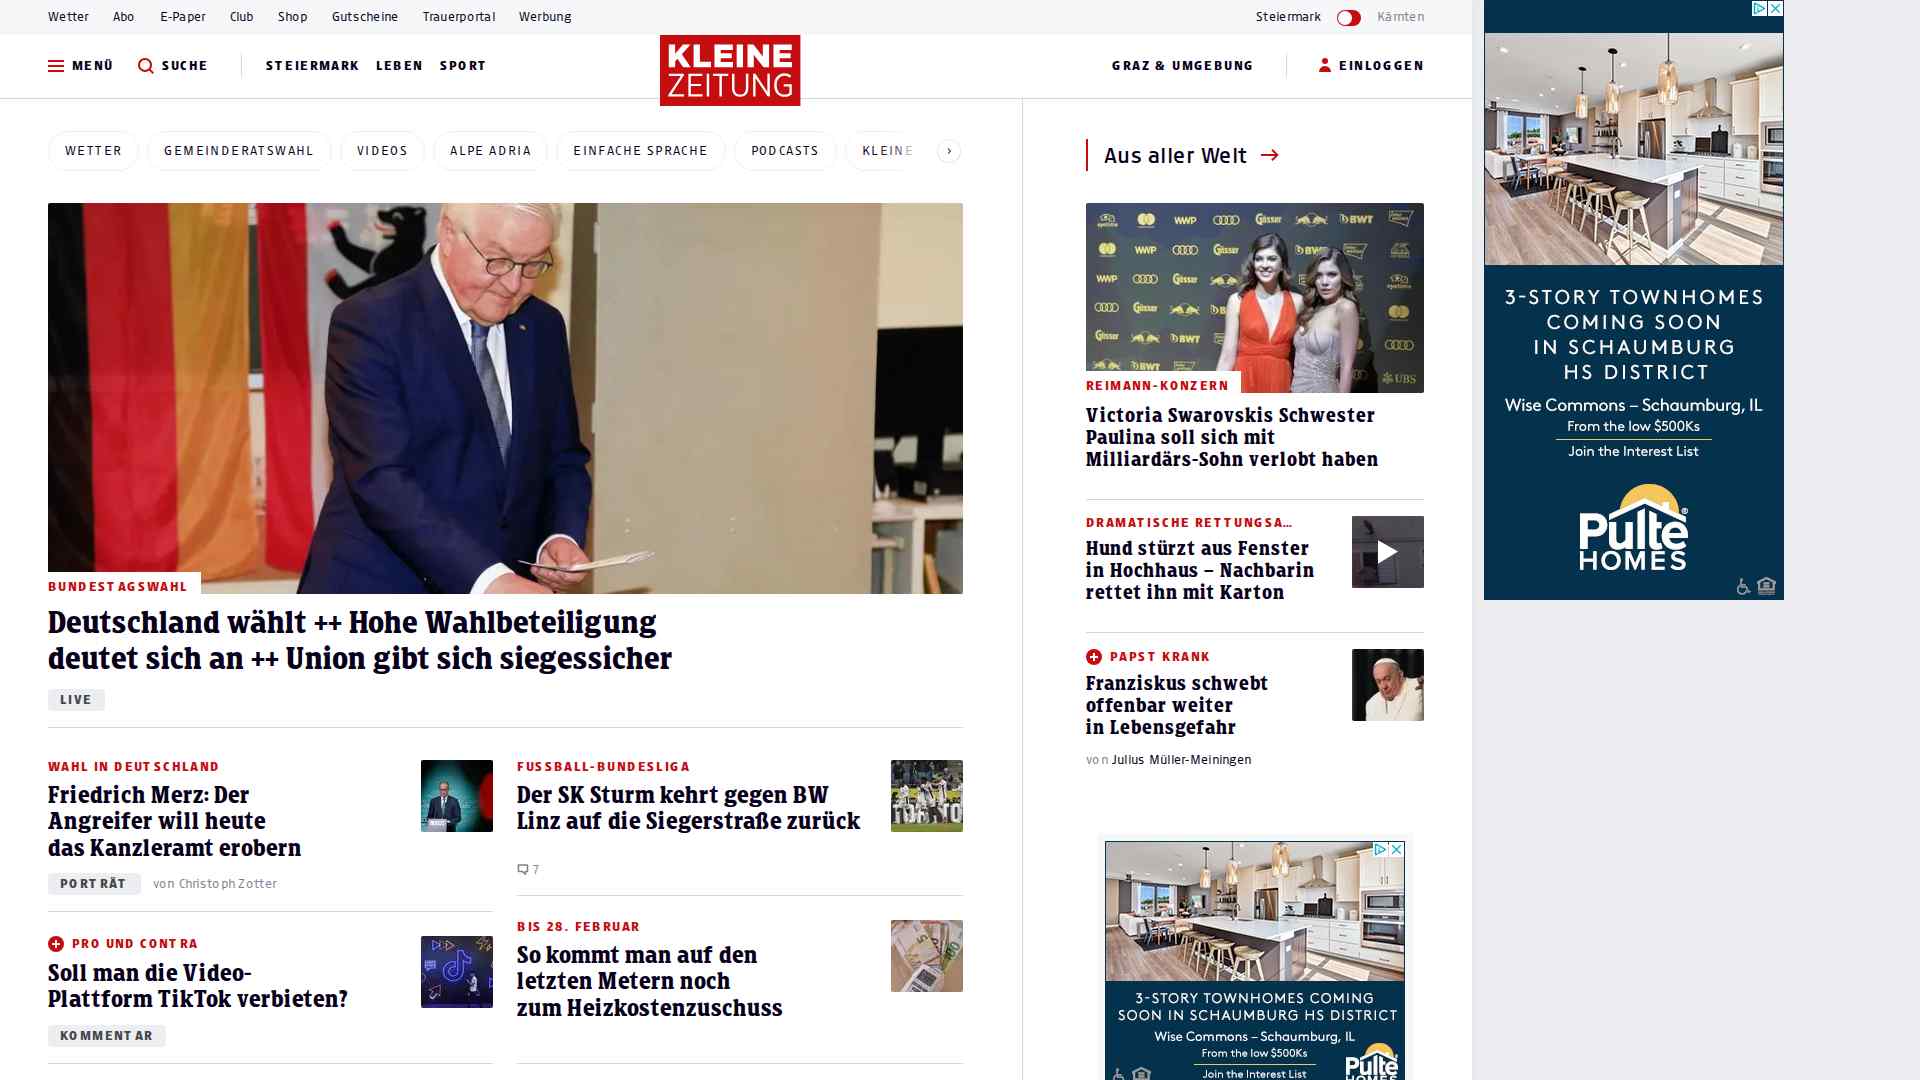 Wetter Abo E-Paper Club Shop Gutscheine Trauerportal Werbung Steiermark Kärnten
MENÜ SUCHE STEIERMARK LEBEN SPORT
KLEINE
ZEITUNG
GRAZ & UMGEBUNG EINLOGGEN
WETTER GEMEINDERATSWAHL VIDEOS ALPE ADRIA EINFACHE SPRACHE PODCASTS KLEINE
BUNDESTAGSWAHL
Deutschland wählt ++ Hohe Wahlbeteiligung
deutet sich an ++ Union gibt sich siegessicher
LIVE
WAHL IN DEUTSCHLAND
Friedrich Merz: Der
Angreifer will heute
das Kanzleramt erobern
PORTRÄT von Christoph Zotter
PRO UND CONTRA
Soll man die Video-
Plattform TikTok verbieten?
KOMMENTAR
FUSSBALL-BUNDESLIGA
Der SK Sturm kehrt gegen BW
Linz auf die Siegerstraße zurück
7
BIS 28. FEBRUAR
So kommt man auf den
letzten Metern noch
zum Heizkostenzuschuss
Aus aller Welt
REIMANN-KONZERN
Victoria Swarovskis Schwester
Paulina soll sich mit
Milliardärs-Sohn verlobt haben
DRAMATISCHE RETTUNGSA...
Hund stürzt aus Fenster
in Hochhaus – Nachbarin
rettet ihn mit Karton
PAPST KRANK
Franziskus schwebt
offenbar weiter
in Lebensgefahr
von Julius Müller-Meiningen
3-STORY TOWNHOMES COMING
SOON IN SCHAUMBURG HS DISTRICT
Wise Commons – Schaumburg, IL
From the low $500Ks
Join the Interest List
Pulte
HOMES
3-STORY TOWNHOMES
COMING SOON
IN SCHAUMBURG
HS DISTRICT
Wise Commons – Schaumburg, IL
From the low $500Ks
Join the Interest List
Pulte
HOMES